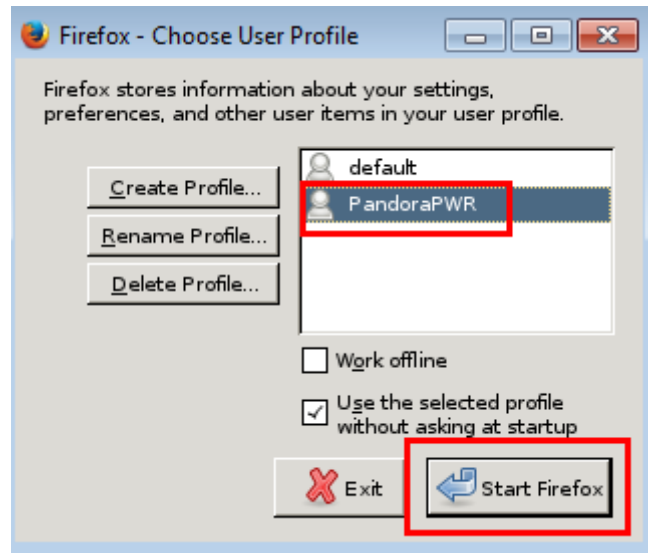 Firefox - Choose User Profile
Firefox stores information about your settings,
preferences, and other user items in your user profile.
Create Profile...
Rename Profile...
Delete Profile...
default
PandoraPWR
Work offline
Use the selected profile
without asking at startup
Exit
Start Firefox